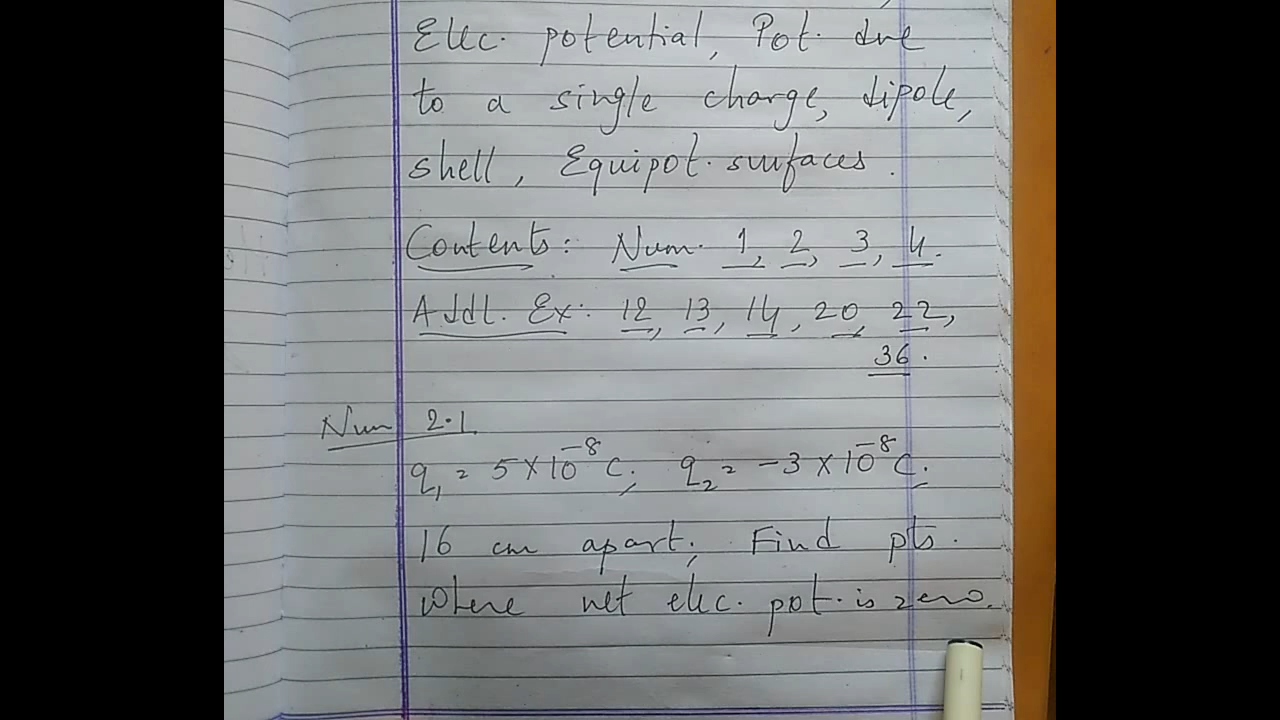 Elec. potential, Pot. due
to a single charge, dipole,
shell, Equipot. surfaces.
Contents: Num. 1, 2, 3, 4.
Addl. Ex: 12, 13, 14, 20, 22,
36.
Num 2.1
q₁ = 5×10⁻⁸ C; q₂ = -3×10⁻⁸ C;
16 cm apart; Find pts.
where net elec. pot. is zero.